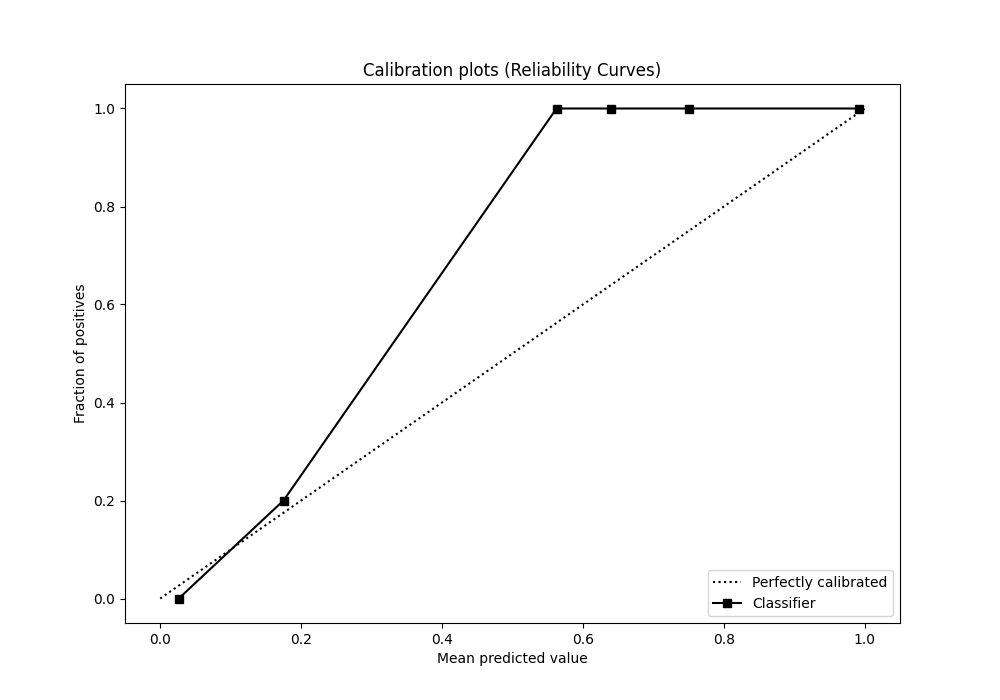 Calibration plots (Reliability Curves)
1.0
0.8
0.6
0.4
0.2
0.0
Fraction of positives
0.0 0.2 0.4 0.6 0.8 1.0
Mean predicted value
Perfectly calibrated
Classifier